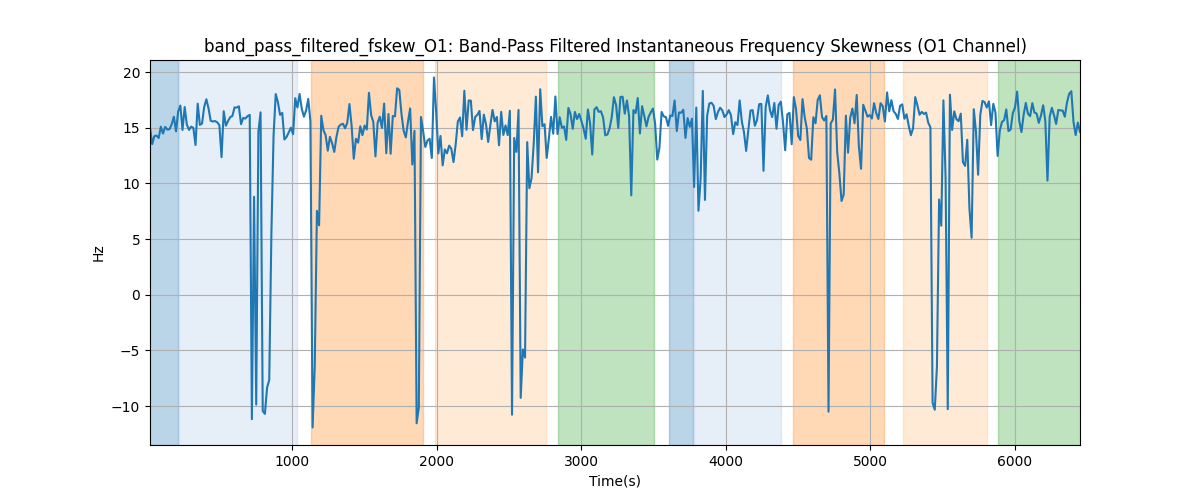 band_pass_filtered_fskew_O1: Band-Pass Filtered Instantaneous Frequency Skewness (O1 Channel)
20
15
10
5
0
−5
−10
Hz
1000 2000 3000 4000 5000 6000
Time(s)